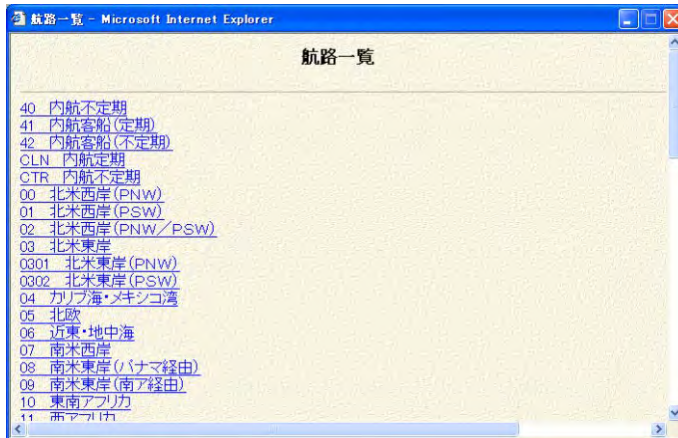 航路一覧 - Microsoft Internet Explorer
航路一覧
40 内航不定期
41 内航客船(定期)
42 内航客船(不定期)
CLN 内航定期
CTR 内航不定期
00 北米西岸(PNW)
01 北米西岸(PSW)
02 北米西岸(PNW/PSW)
03 北米東岸
0301 北米東岸(PNW)
0302 北米東岸(PSW)
04 カリブ海・メキシコ湾
05 北欧
06 近東・地中海
07 南米西岸
08 南米東岸(パナマ経由)
09 南米東岸(南ア経由)
10 東南アフリカ
11 西アフリカ